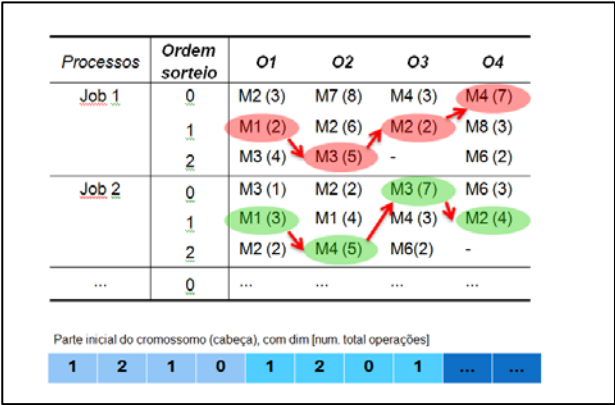 Processos Ordem sorteio O1 O2 O3 O4
Job 1 0 M2 (3) M7 (8) M4 (3) M4 (7)
1 M1 (2) M2 (6) M2 (2) M8 (3)
2 M3 (4) M3 (5) - M6 (2)
Job 2 0 M3 (1) M2 (2) M3 (7) M6 (3)
1 M1 (3) M1 (4) M4 (3) M2 (4)
2 M2 (2) M4 (5) M6(2) -
... 0 ... ... ... ...
Parte inicial do cromossomo (cabeça), com dim [num. total operações]
1 2 1 0 1 2 0 1 ... ...